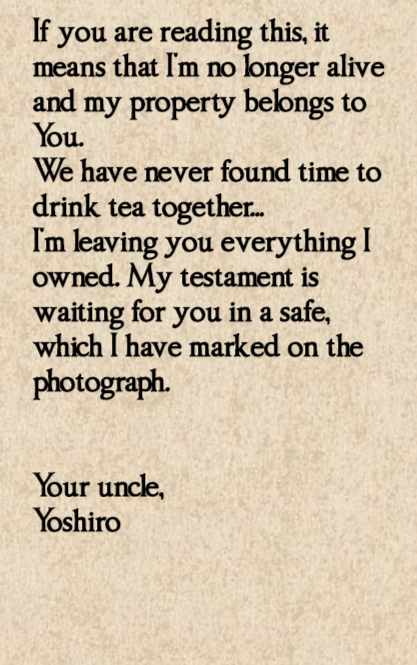 If you are reading this, it
means that I'm no longer alive
and my property belongs to
You.
We have never found time to
drink tea together...
I'm leaving you everything I
owned. My testament is
waiting for you in a safe,
which I have marked on the
photograph.
Your uncle,
Yoshiro